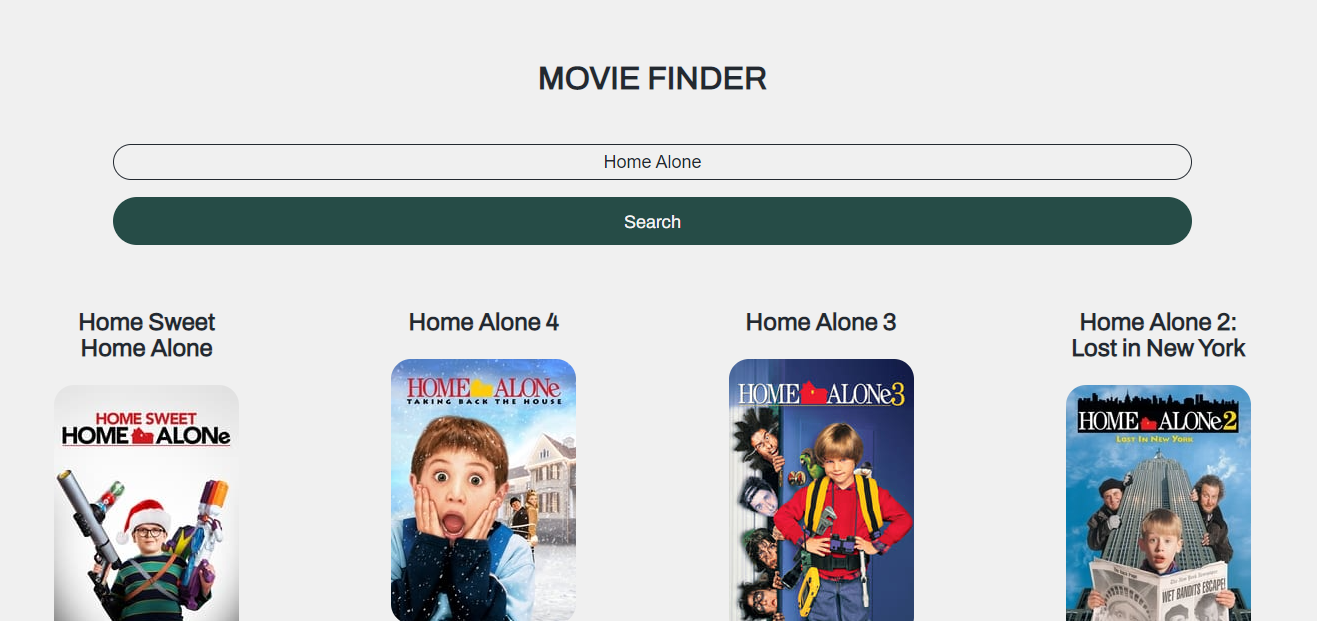 MOVIE FINDER
Home Alone
Search
Home Sweet
Home Alone
Home Alone 4
Home Alone 3
Home Alone 2:
Lost in New York
HOME SWEET
HOME ALONe
HOME ALONe
TAKING BACK THE HOUSE
HOME ALONe3
HOME ALONe2
LOST IN NEW YORK
WET BANDITS ESCAPE!